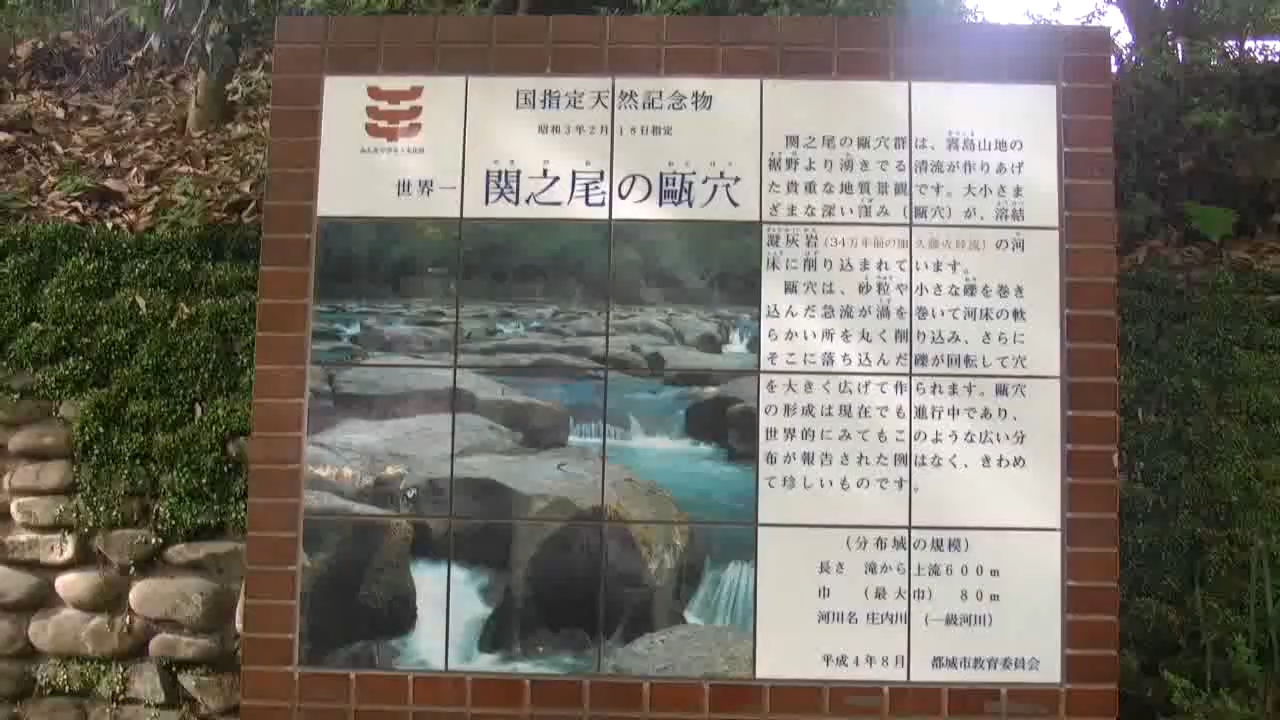 国指定天然記念物
昭和3年2月18日指定
世界一 関之尾の甌穴
関之尾の甌穴群は、霧島山地の
裾野より湧きでる清流が作りあげ
た貴重な地質景観です。大小さま
ざまな深い窪み(甌穴)が、溶結
凝灰岩(34万年前の加久藤火砕流)の河
床に削り込まれています。
甌穴は、砂粒や小さな礫を巻き
込んだ急流が渦を巻いて河床の軟
らかい所を丸く削り込み、さらに
そこに落ち込んだ礫が回転して穴
を大きく広げて作られます。甌穴
の形成は現在でも進行中であり、
世界的にみてもこのような広い分
布が報告された例はなく、きわめ
て珍しいものです。
(分布域の規模)
長さ 滝から上流600m
巾 (最大巾) 80m
河川名 庄内川 (一級河川)
平成4年8月 都城市教育委員会